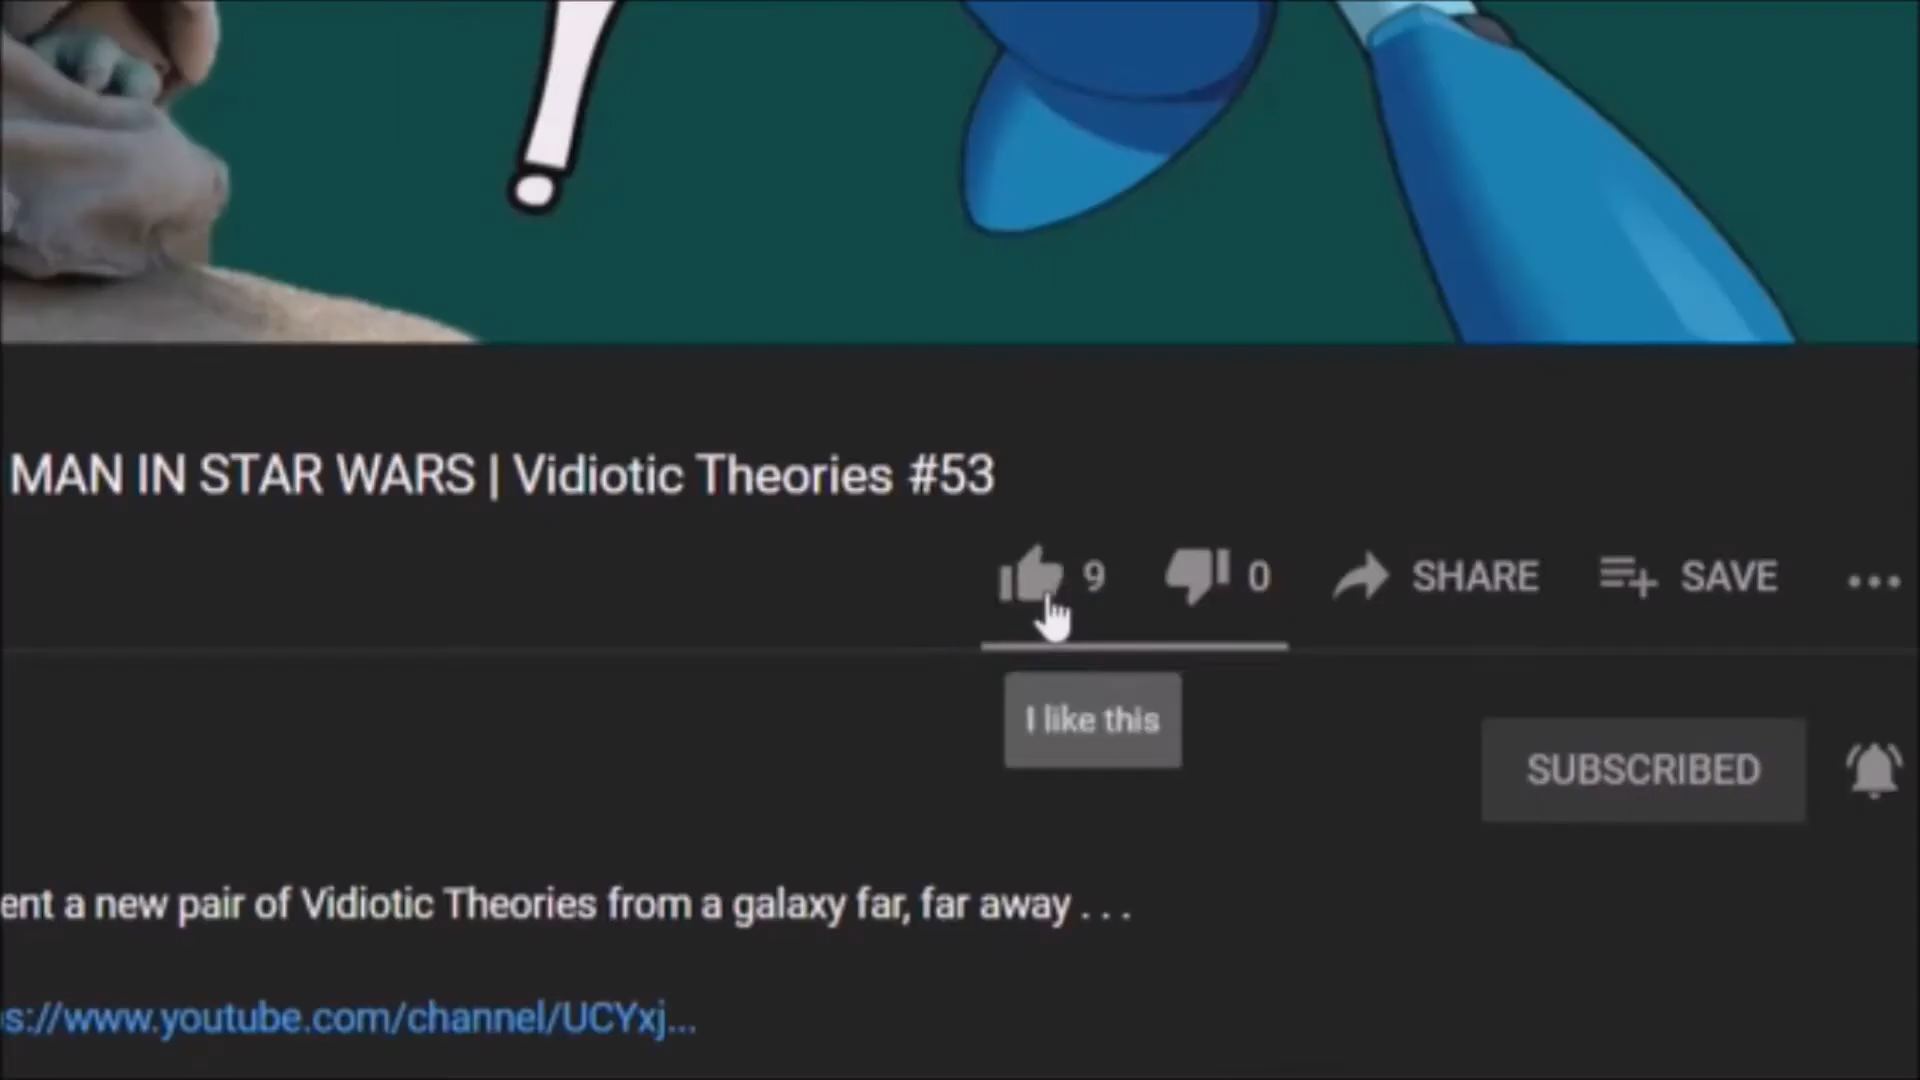 MAN IN STAR WARS | Vidiotic Theories #53
9 0 SHARE SAVE
I like this
SUBSCRIBED
ent a new pair of Vidiotic Theories from a galaxy far, far away . . .
s://www.youtube.com/channel/UCYxj...